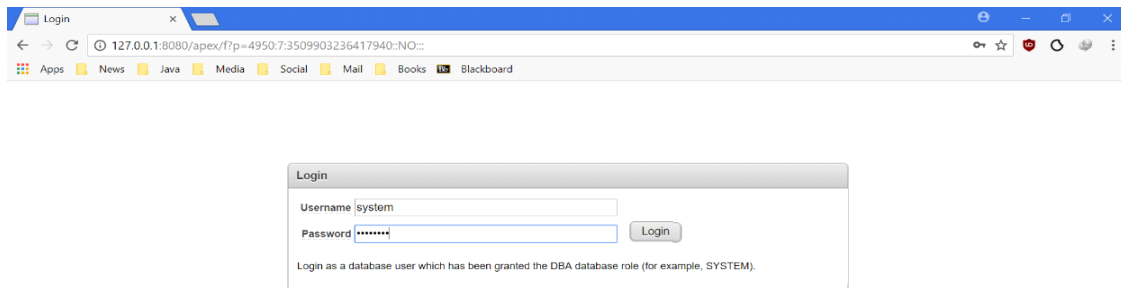 Login
127.0.0.1:8080/apex/f?p=4950:7:3509903236417940::NO:::
Apps News Java Media Social Mail Books Bb Blackboard
Login
Username system
Password ••••••••
Login
Login as a database user which has been granted the DBA database role (for example, SYSTEM).